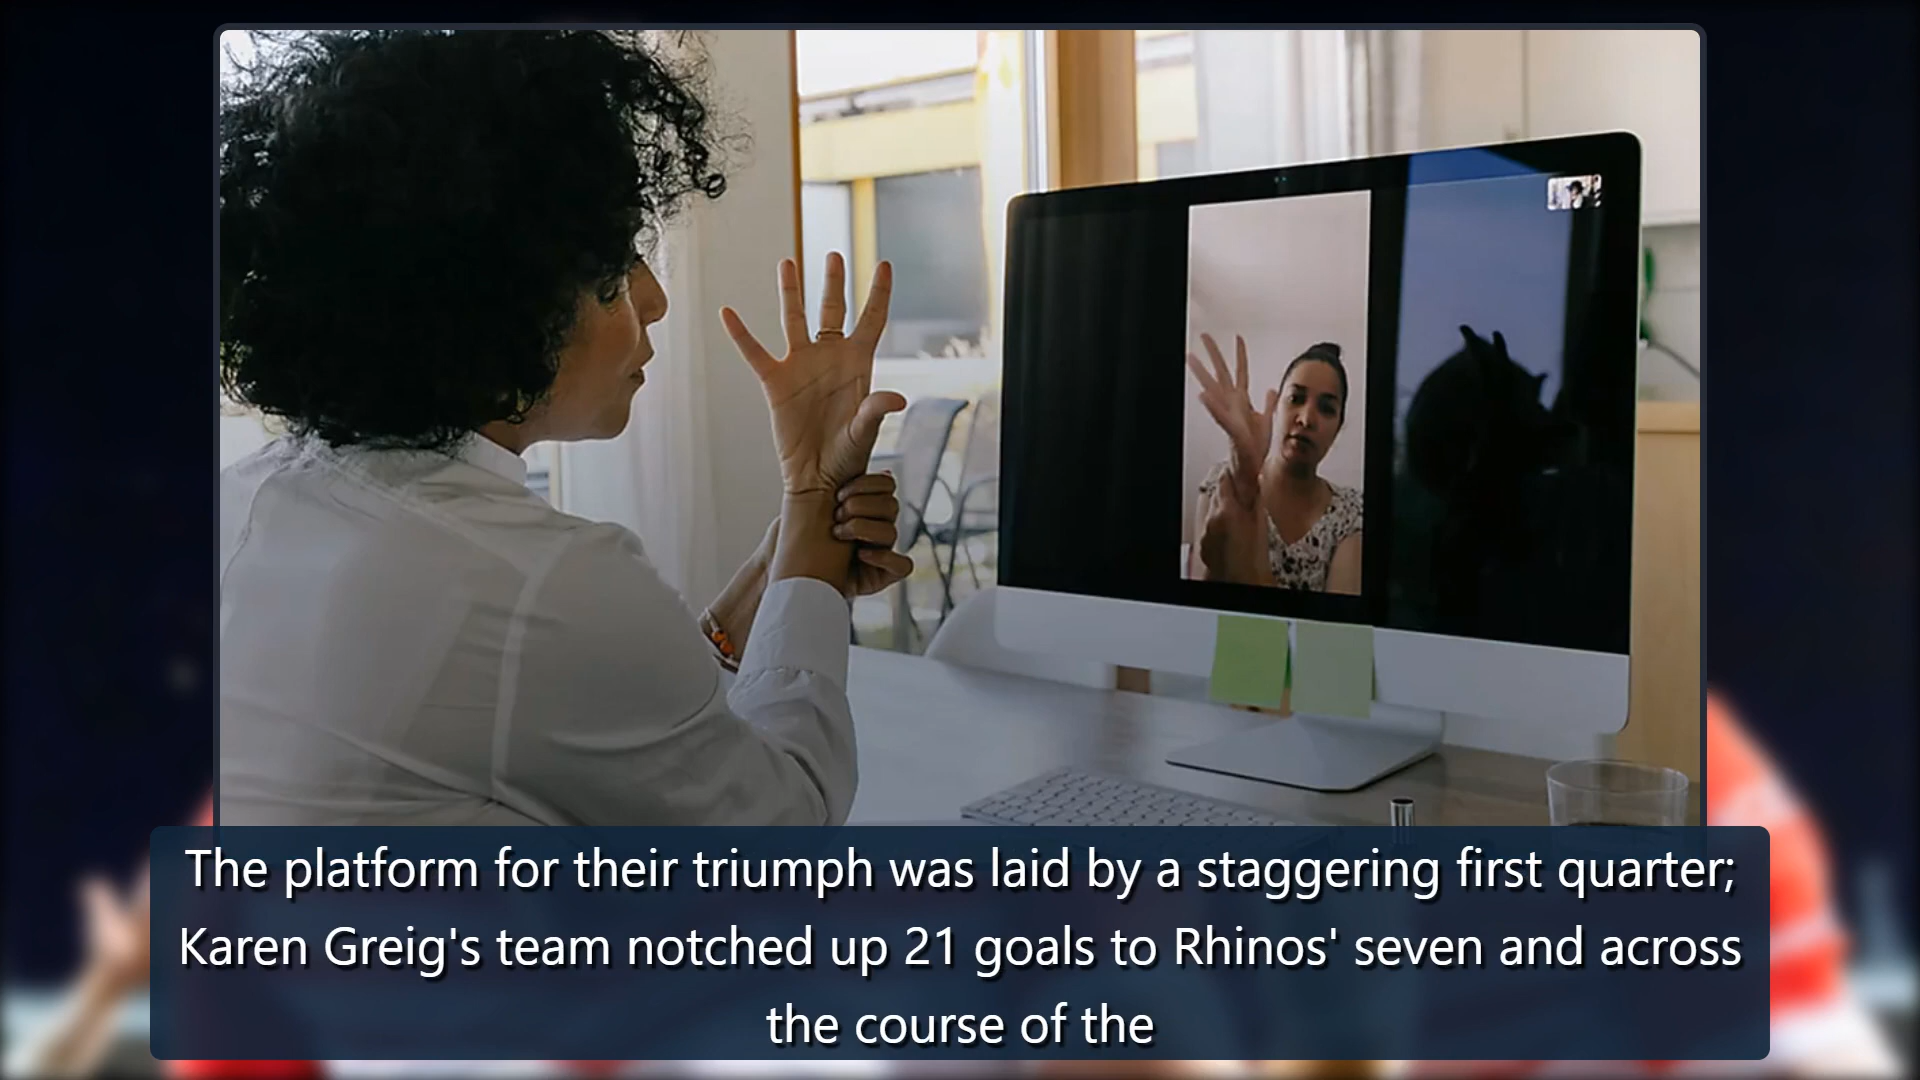 The platform for their triumph was laid by a staggering first quarter;
Karen Greig's team notched up 21 goals to Rhinos' seven and across
the course of the